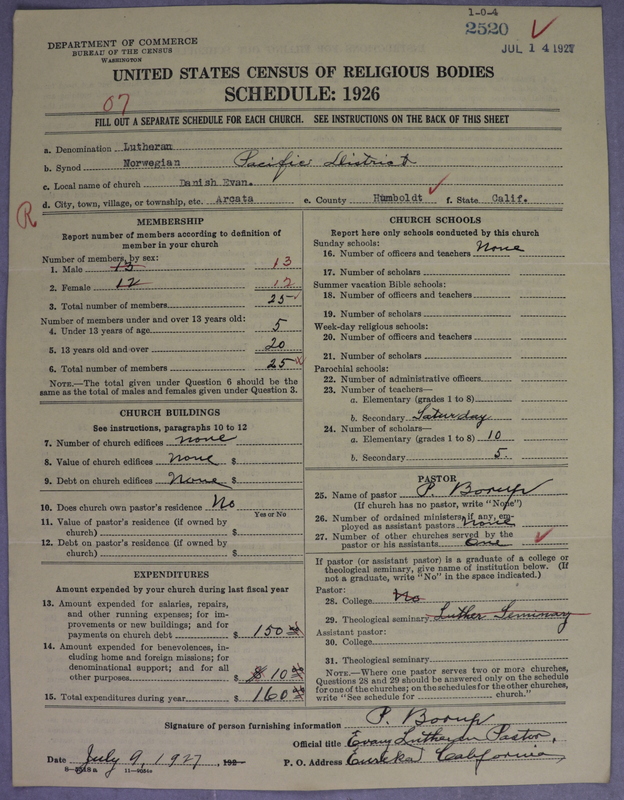 1-0-4
2520
JUL 14 1927
DEPARTMENT OF COMMERCE
BUREAU OF THE CENSUS
WASHINGTON
UNITED STATES CENSUS OF RELIGIOUS BODIES
SCHEDULE: 1926
07
FILL OUT A SEPARATE SCHEDULE FOR EACH CHURCH. SEE INSTRUCTIONS ON THE BACK OF THIS SHEET
a. Denomination Lutheran
b. Synod Norwegian Pacific District
c. Local name of church Danish Evan.
d. City, town, village, or township, etc. Arcata e. County Humboldt f. State Calif.
R
MEMBERSHIP
Report number of members according to definition of
member in your church
Number of members by sex:
1. Male 13 13
2. Female 12 12
3. Total number of members 25
Number of members under and over 13 years old:
4. Under 13 years of age 5
5. 13 years old and over 20
6. Total number of members 25
NOTE.—The total given under Question 6 should be the
same as the total of males and females given under Question 3.
CHURCH BUILDINGS
See instructions, paragraphs 10 to 12
7. Number of church edifices none
8. Value of church edifices None $
9. Debt on church edifices None $
10. Does church own pastor's residence No
Yes or No
11. Value of pastor's residence (if owned by
church) $
12. Debt on pastor's residence (if owned by
church) $
EXPENDITURES
Amount expended by your church during last fiscal year
13. Amount expended for salaries, repairs,
and other running expenses; for im-
provements or new buildings; and for
payments on church debt $ 150 00
14. Amount expended for benevolences, in-
cluding home and foreign missions; for
denominational support; and for all
other purposes $ 10 00
15. Total expenditures during year $ 160 00
CHURCH SCHOOLS
Report here only schools conducted by this church
Sunday schools:
16. Number of officers and teachers None
17. Number of scholars
Summer vacation Bible schools:
18. Number of officers and teachers
19. Number of scholars
Week-day religious schools:
20. Number of officers and teachers
21. Number of scholars
Parochial schools:
22. Number of administrative officers
23. Number of teachers—
a. Elementary (grades 1 to 8)
b. Secondary Saturday
24. Number of scholars—
a. Elementary (grades 1 to 8) 10
b. Secondary 5.
PASTOR
25. Name of pastor P. Borup
(If church has no pastor, write "None")
26. Number of ordained ministers, if any, em-
ployed as assistant pastors None
27. Number of other churches served by the
pastor or his assistants One
If pastor (or assistant pastor) is a graduate of a college or
theological seminary, give name of institution below. (If
not a graduate, write "No" in the space indicated.)
Pastor:
28. College No
29. Theological seminary Luther Seminary
Assistant pastor:
30. College
31. Theological seminary
NOTE.—Where one pastor serves two or more churches,
Questions 28 and 29 should be answered only on the schedule
for one of the churches; on the schedules for the other churches,
write "See schedule for church."
Signature of person furnishing information P. Borup
Official title Evan Lutheran Pastor,
Date July 9, 1927 192 P. O. Address Eureka California